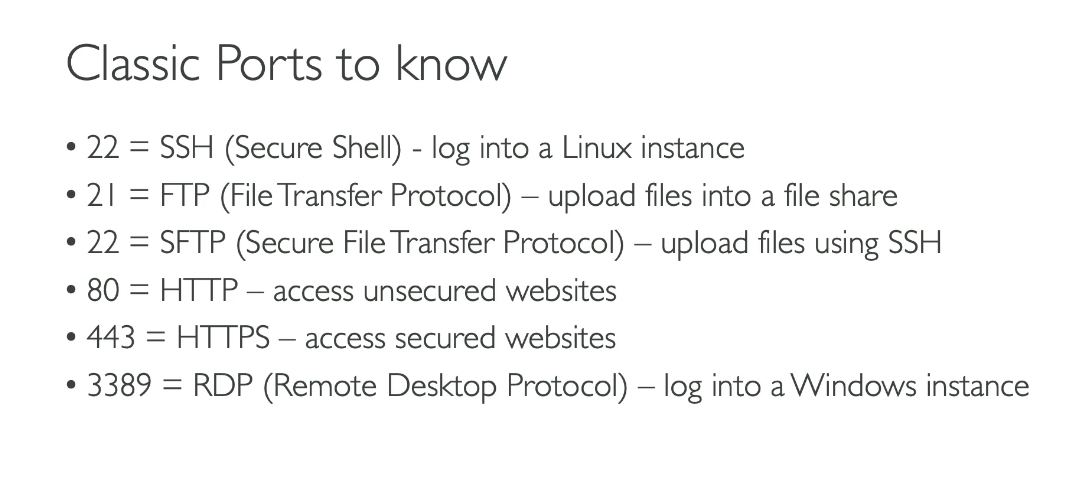 Classic Ports to know
• 22 = SSH (Secure Shell) - log into a Linux instance
• 21 = FTP (File Transfer Protocol) – upload files into a file share
• 22 = SFTP (Secure File Transfer Protocol) – upload files using SSH
• 80 = HTTP – access unsecured websites
• 443 = HTTPS – access secured websites
• 3389 = RDP (Remote Desktop Protocol) – log into a Windows instance